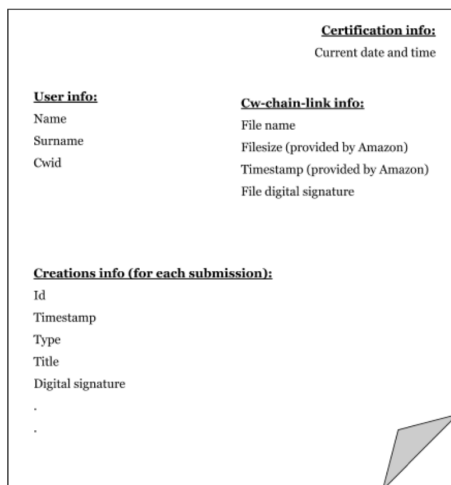 Certification info:
Current date and time
User info:
Name
Surname
Cwid
Cw-chain-link info:
File name
Filesize (provided by Amazon)
Timestamp (provided by Amazon)
File digital signature
Creations info (for each submission):
Id
Timestamp
Type
Title
Digital signature
.
.